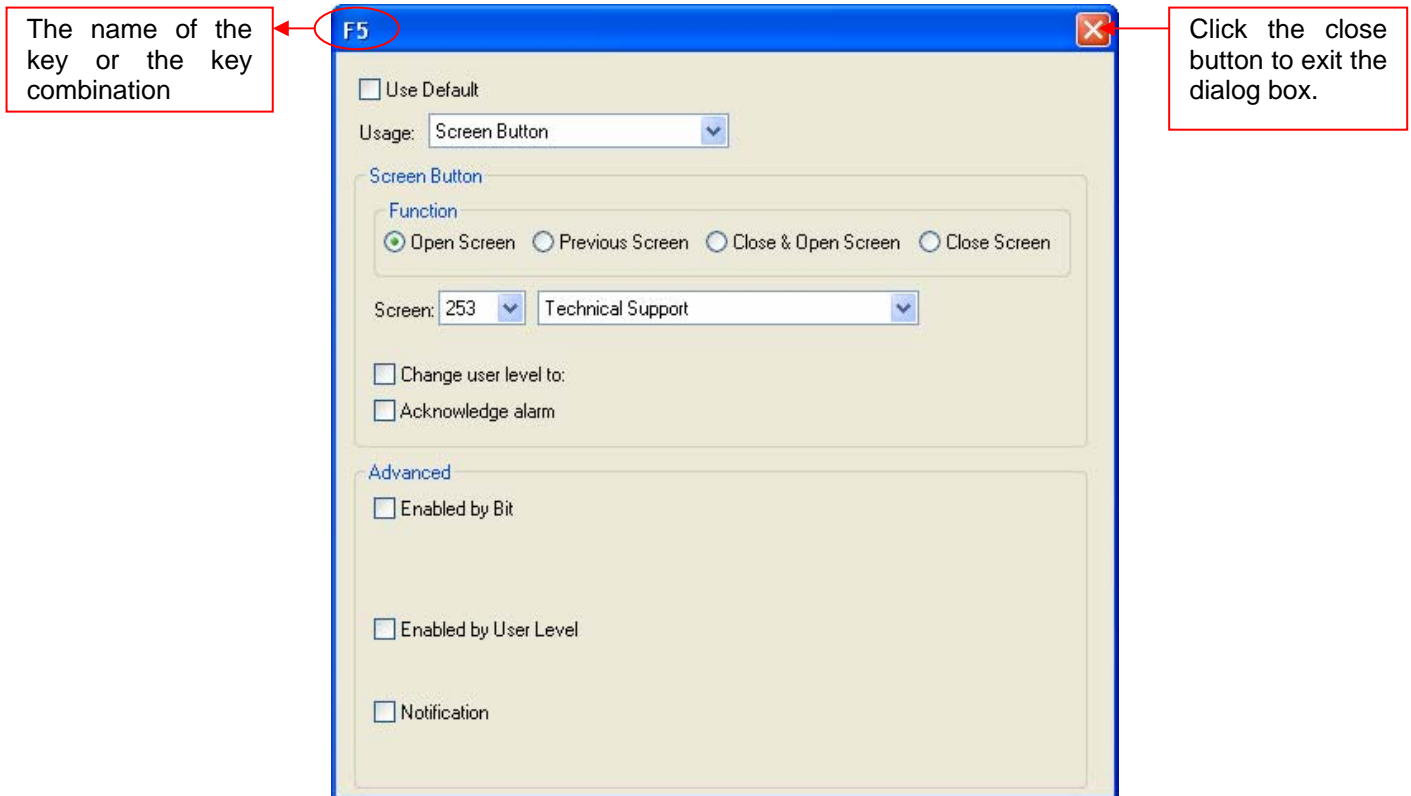 The name of the
key or the key
combination
F5
Click the close
button to exit the
dialog box.
Use Default
Usage: Screen Button
Screen Button
Function
Open Screen Previous Screen Close & Open Screen Close Screen
Screen: 253 Technical Support
Change user level to:
Acknowledge alarm
Advanced
Enabled by Bit
Enabled by User Level
Notification